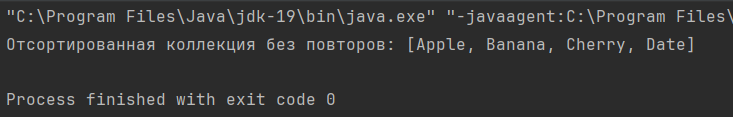 "C:\Program Files\Java\jdk-19\bin\java.exe" "-javaagent:C:\Program Files\
Отсортированная коллекция без повторов: [Apple, Banana, Cherry, Date]
Process finished with exit code 0